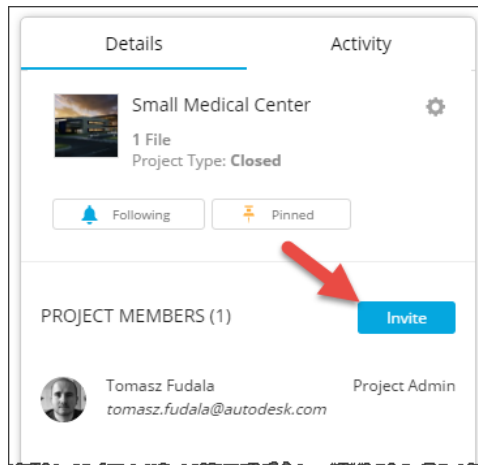 Details Activity
Small Medical Center
1 File
Project Type: Closed
Following Pinned
PROJECT MEMBERS (1) Invite
Tomasz Fudala Project Admin
tomasz.fudala@autodesk.com